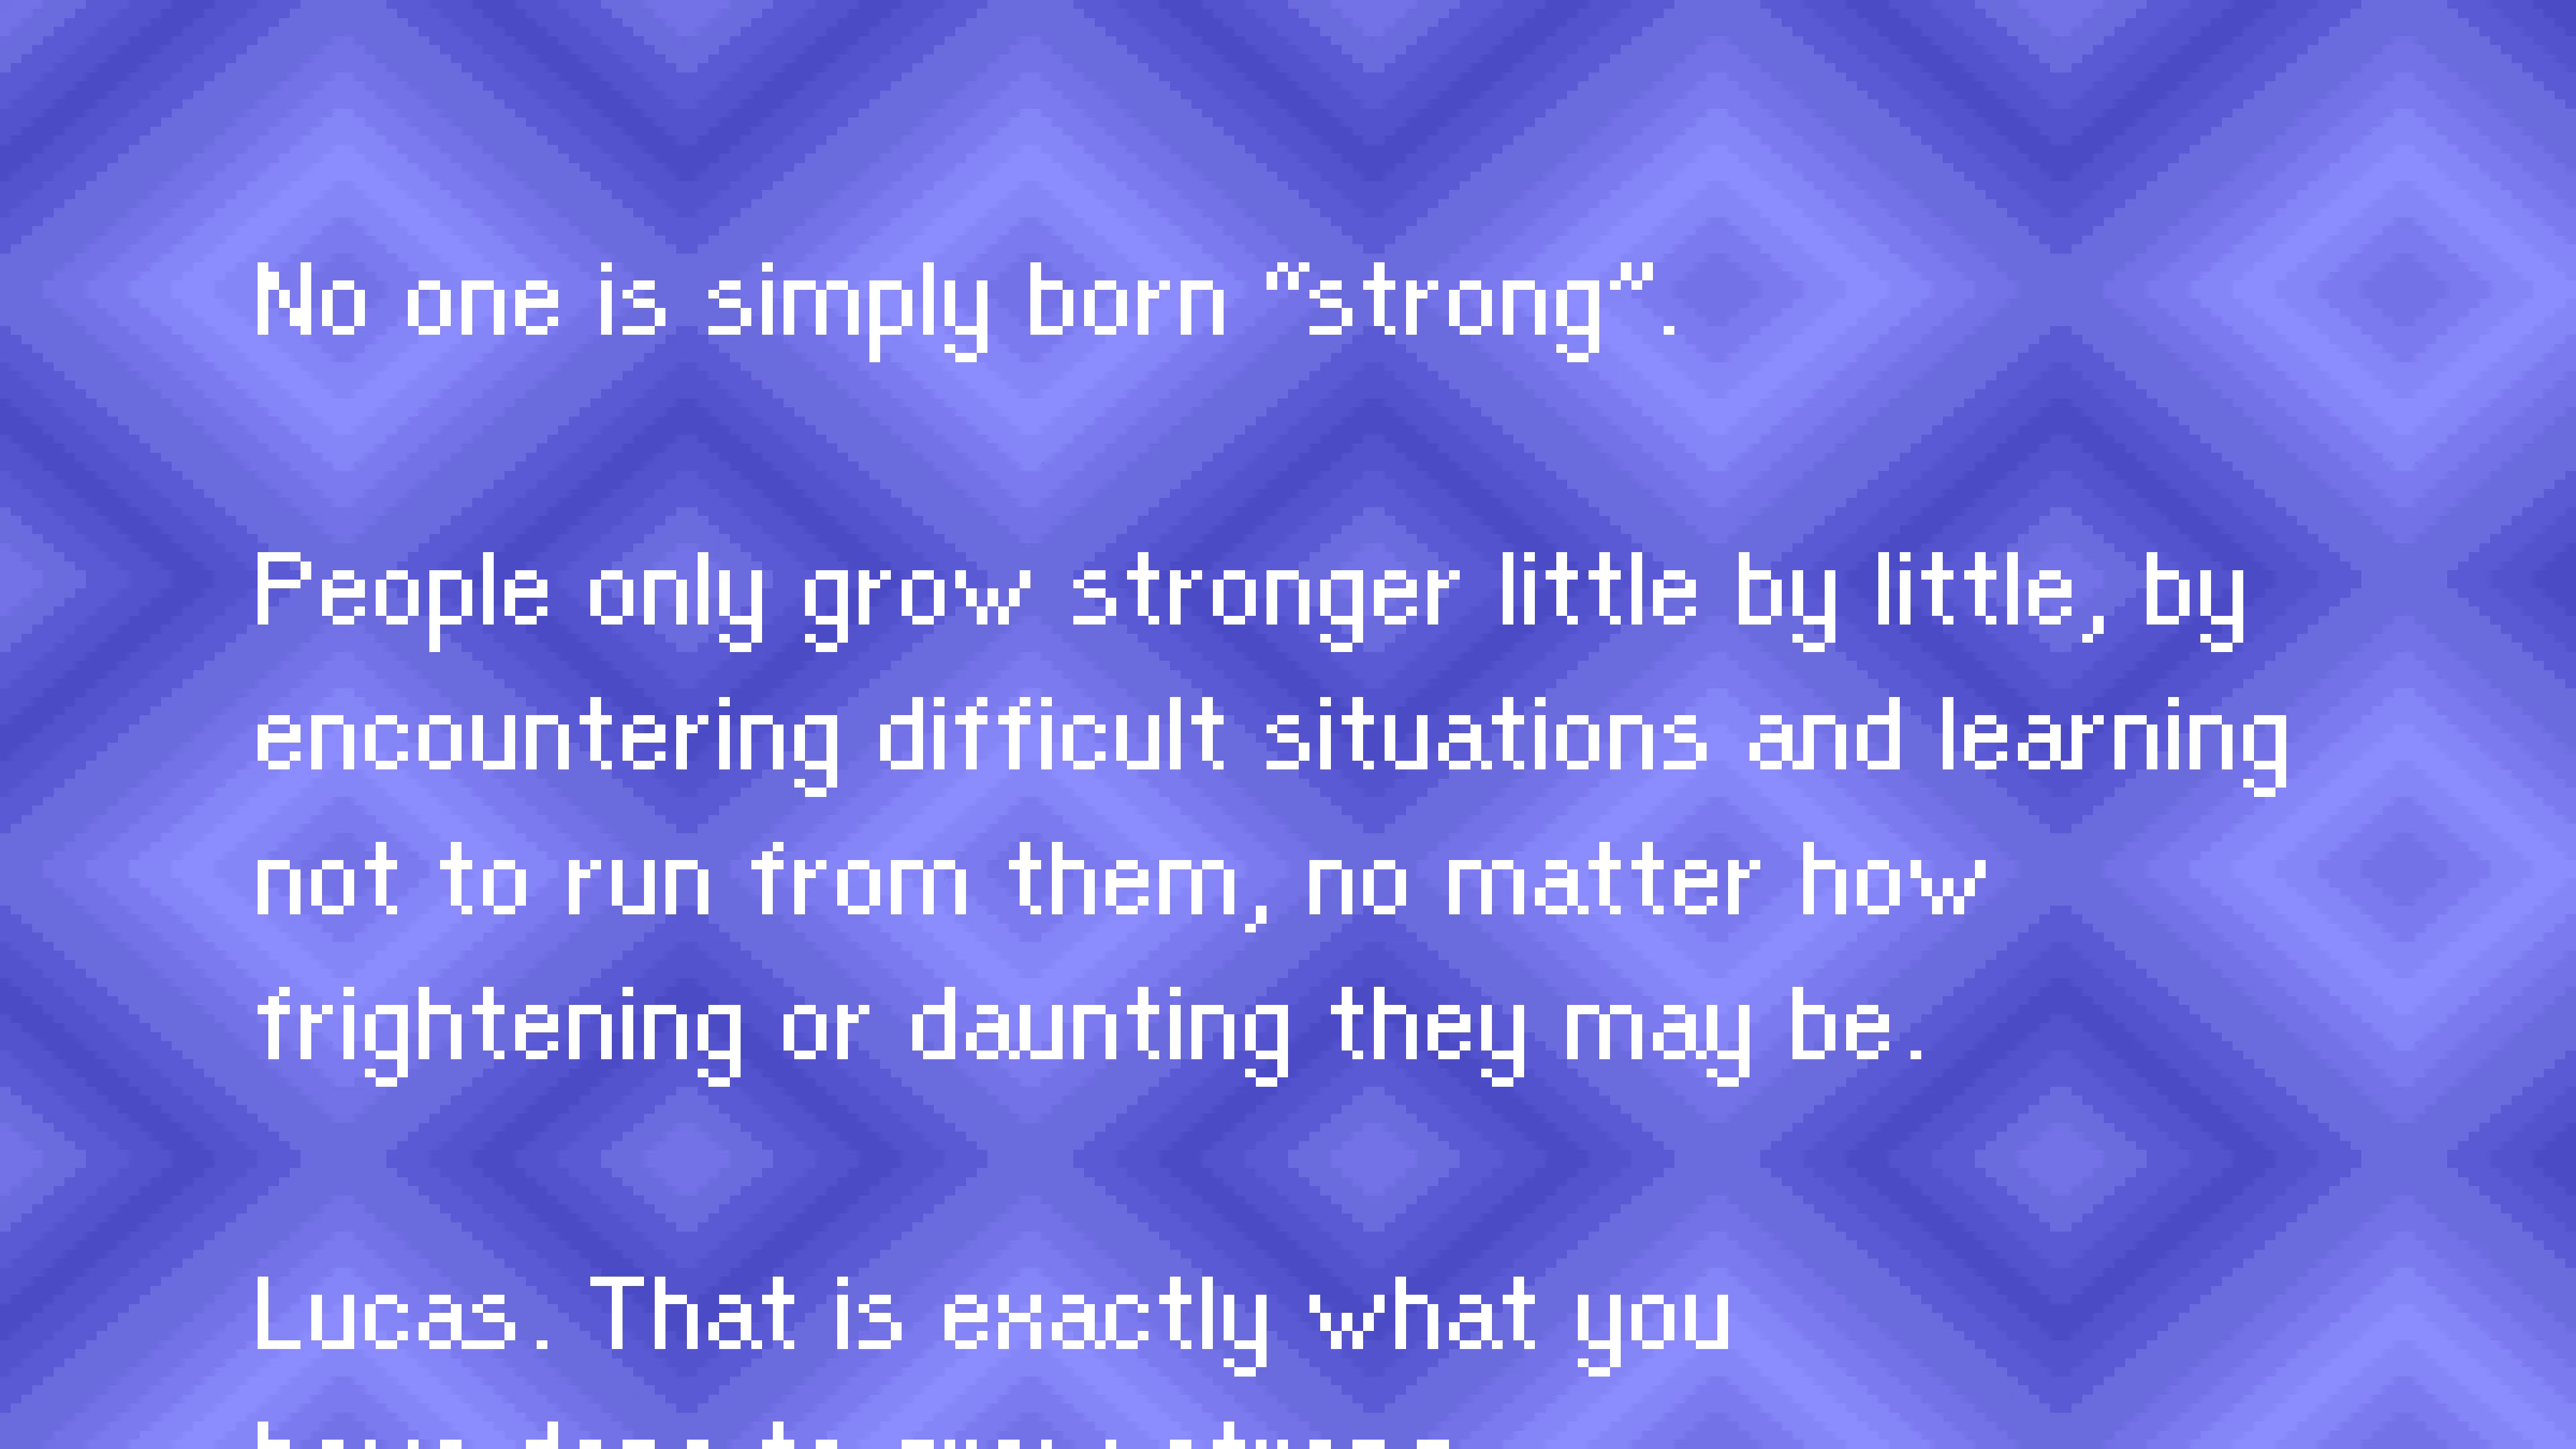 No one is simply born "strong".
People only grow stronger little by little, by
encountering difficult situations and learning
not to run from them, no matter how
frightening or daunting they may be.
Lucas. That is exactly what you